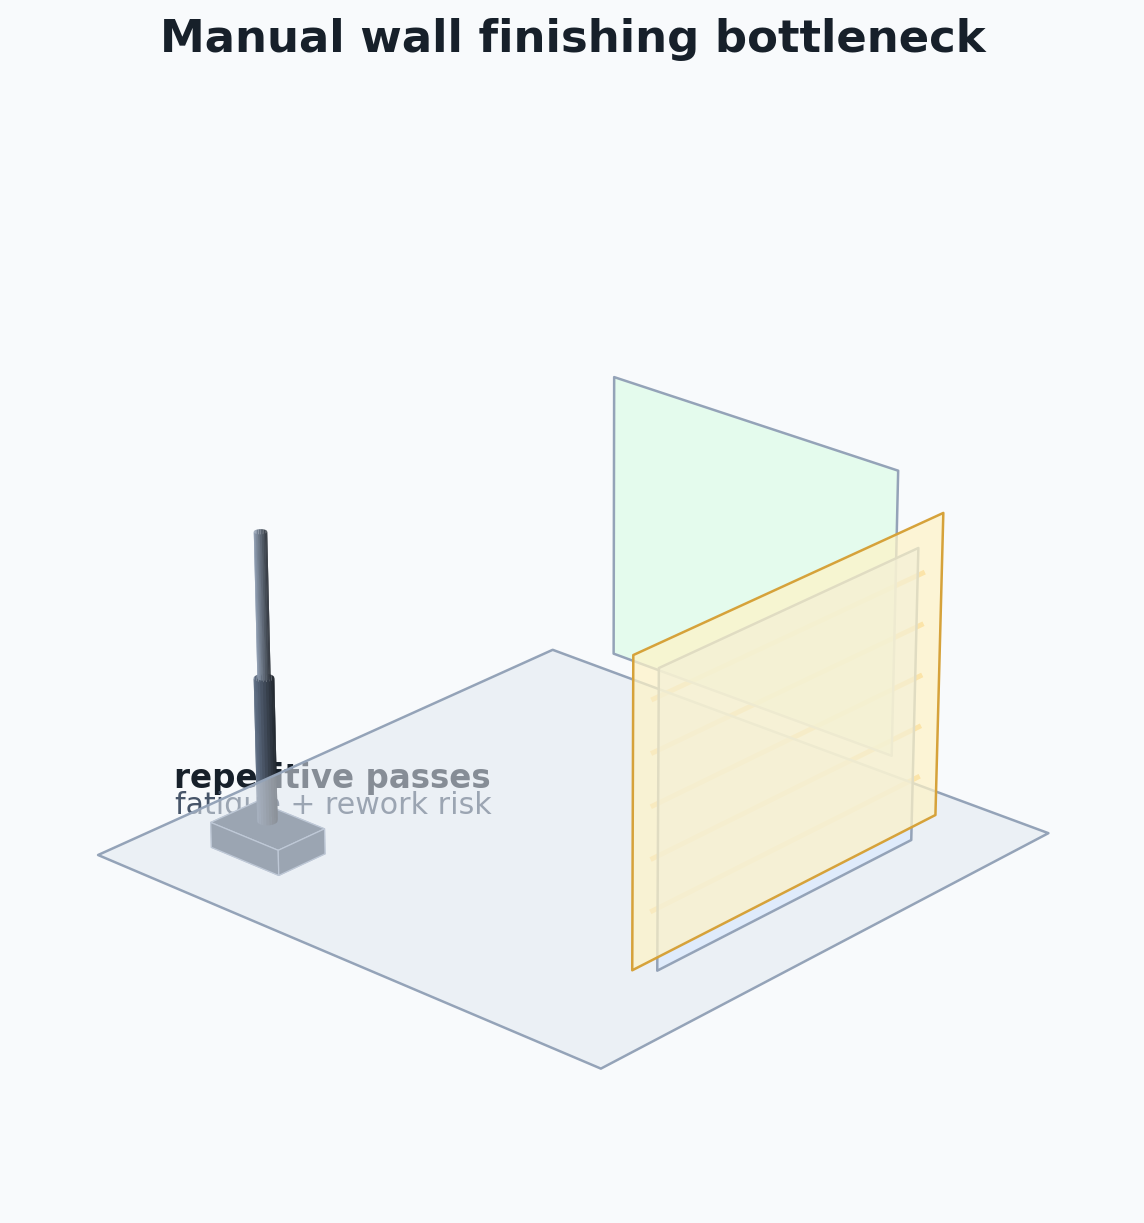 Manual wall finishing bottleneck
repetitive passes
fatigue + rework risk